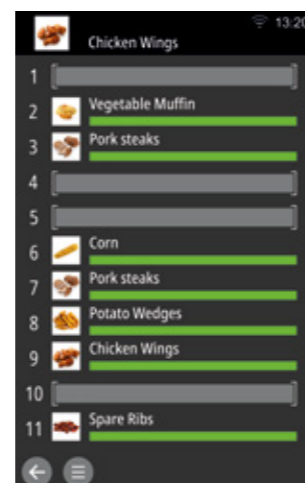 13:20
Chicken Wings
1
2 Vegetable Muffin
3 Pork steaks
4
5
6 Corn
7 Pork steaks
8 Potato Wedges
9 Chicken Wings
10
11 Spare Ribs